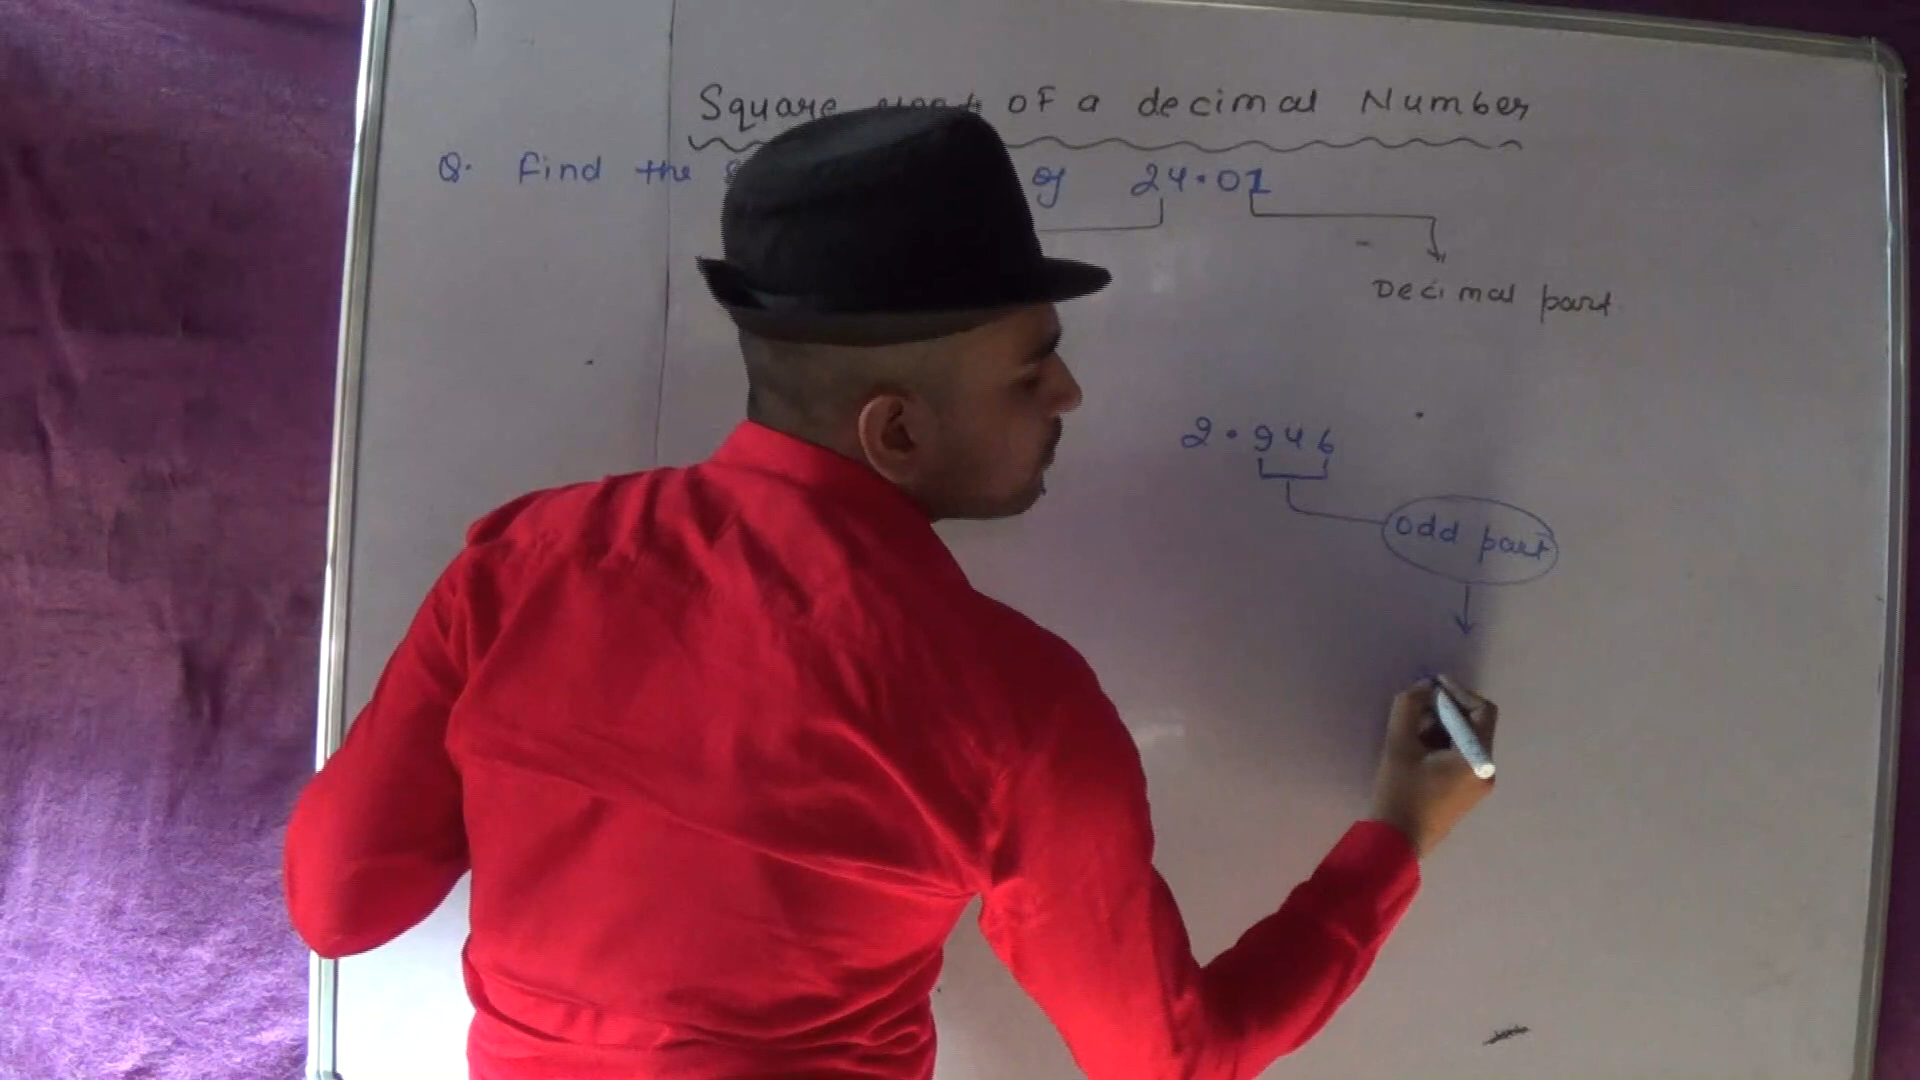 Square root OF a decimal Number
Q. Find the of 24.01
Decimal part
2.946
odd part